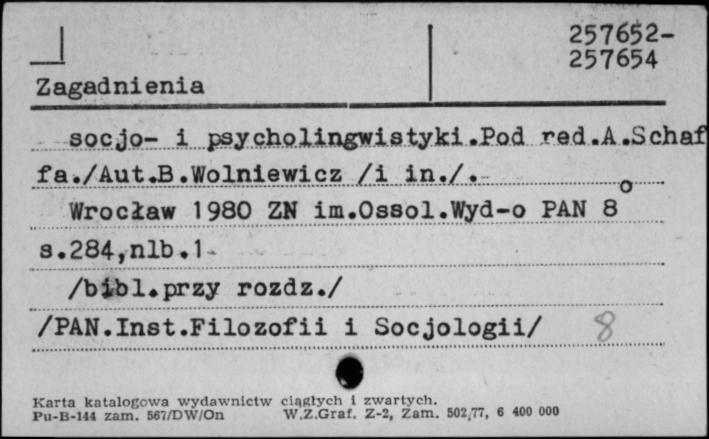 257652-
257654
Zagadnienia
socjo- i psycholingwistyki.Pod red.A.Schaf
fa./Aut.B.Wolniewicz /i in./.-
Wrocław 1980 ZN im.Ossol.Wyd-o PAN 8°
s.284,nlb.1
/bibl.przy rozdz./
/PAN.Inst.Filozofii i Socjologii/ 8
Karta katalogowa wydawnictw ciągłych i zwartych.
Pu-B-144 zam. 567/DW/On W.Z.Graf. Z-2, Zam. 502/77, 6 400 000